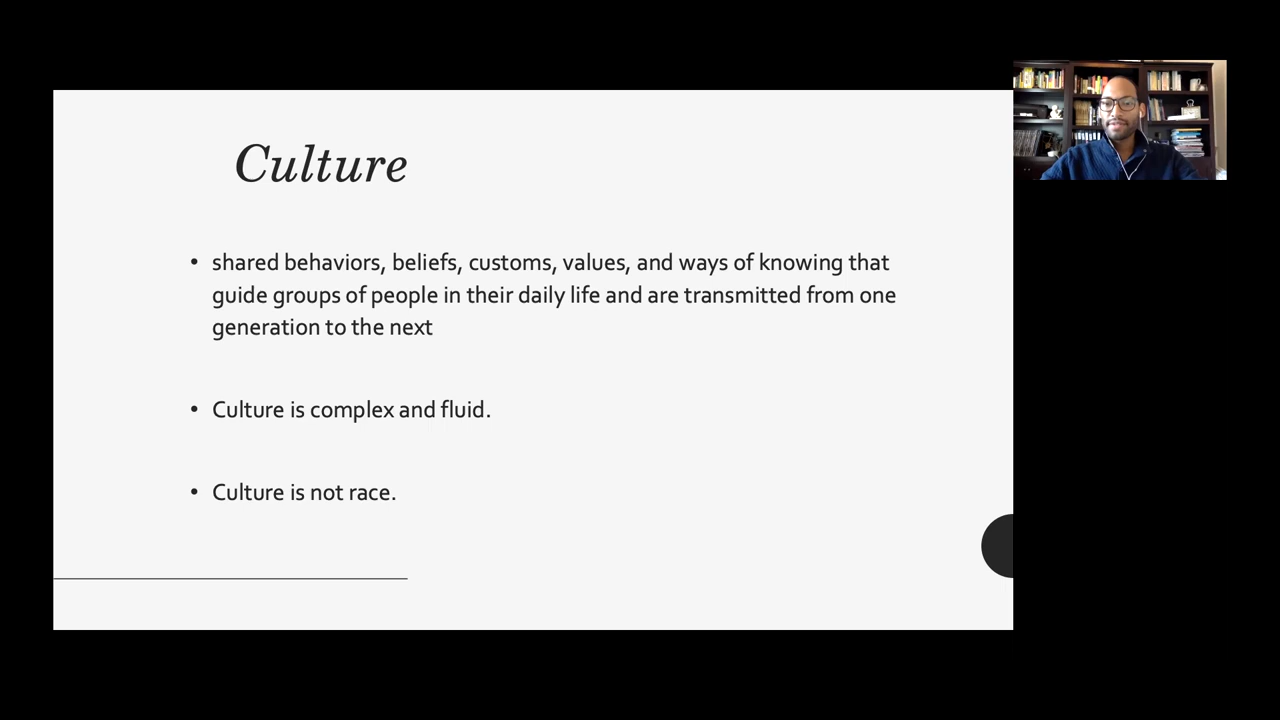 Culture
• shared behaviors, beliefs, customs, values, and ways of knowing that
guide groups of people in their daily life and are transmitted from one
generation to the next
• Culture is complex and fluid.
• Culture is not race.